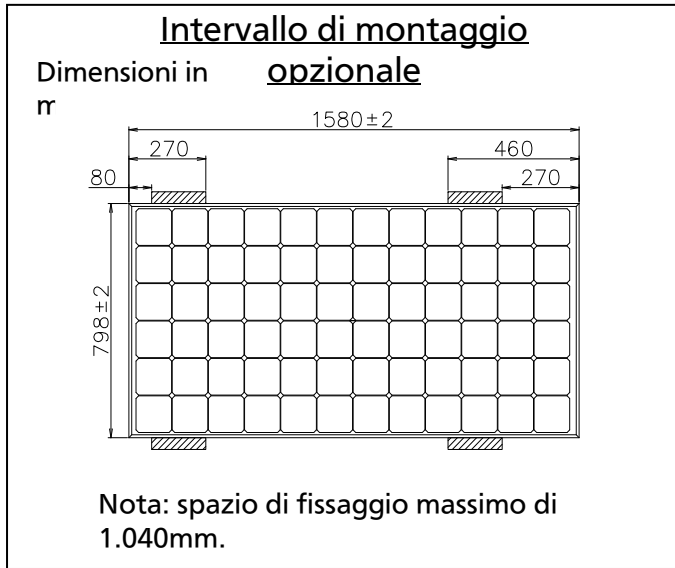 Intervallo di montaggio
opzionale
Dimensioni in
m
1580±2
270
460
80
270
798±2
Nota: spazio di fissaggio massimo di
1.040mm.